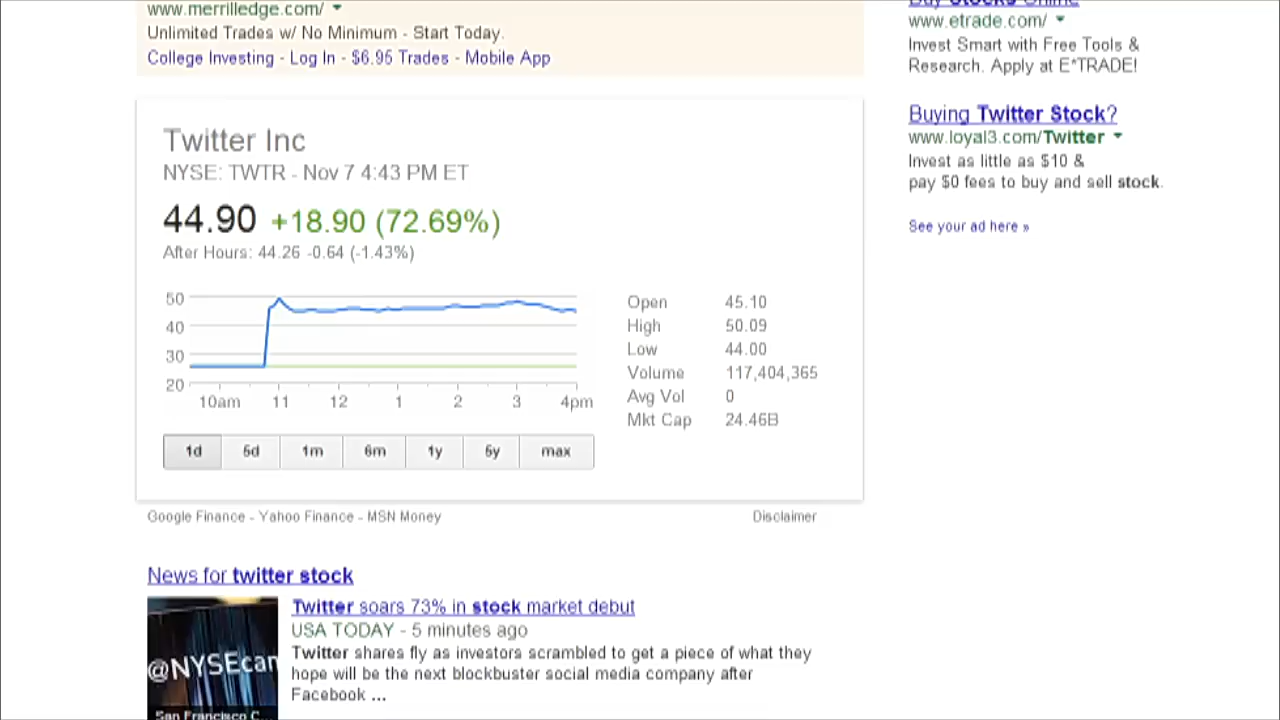 www.merrilledge.com/
Unlimited Trades w/ No Minimum - Start Today.
College Investing - Log In - $6.95 Trades - Mobile App
Twitter Inc
NYSE: TWTR - Nov 7 4:43 PM ET
44.90 +18.90 (72.69%)
After Hours: 44.26 -0.64 (-1.43%)
50
40
30
20
10am 11 12 1 2 3 4pm
Open 45.10
High 50.09
Low 44.00
Volume 117,404,365
Avg Vol 0
Mkt Cap 24.46B
1d 5d 1m 6m 1y 5y max
Google Finance - Yahoo Finance - MSN Money
Disclaimer
News for twitter stock
@NYSEcan
San Francisco C...
Twitter soars 73% in stock market debut
USA TODAY - 5 minutes ago
Twitter shares fly as investors scrambled to get a piece of what they
hope will be the next blockbuster social media company after
Facebook ...
Buy Stocks Online
www.etrade.com/
Invest Smart with Free Tools &
Research. Apply at E*TRADE!
Buying Twitter Stock?
www.loyal3.com/Twitter
Invest as little as $10 &
pay $0 fees to buy and sell stock.
See your ad here »